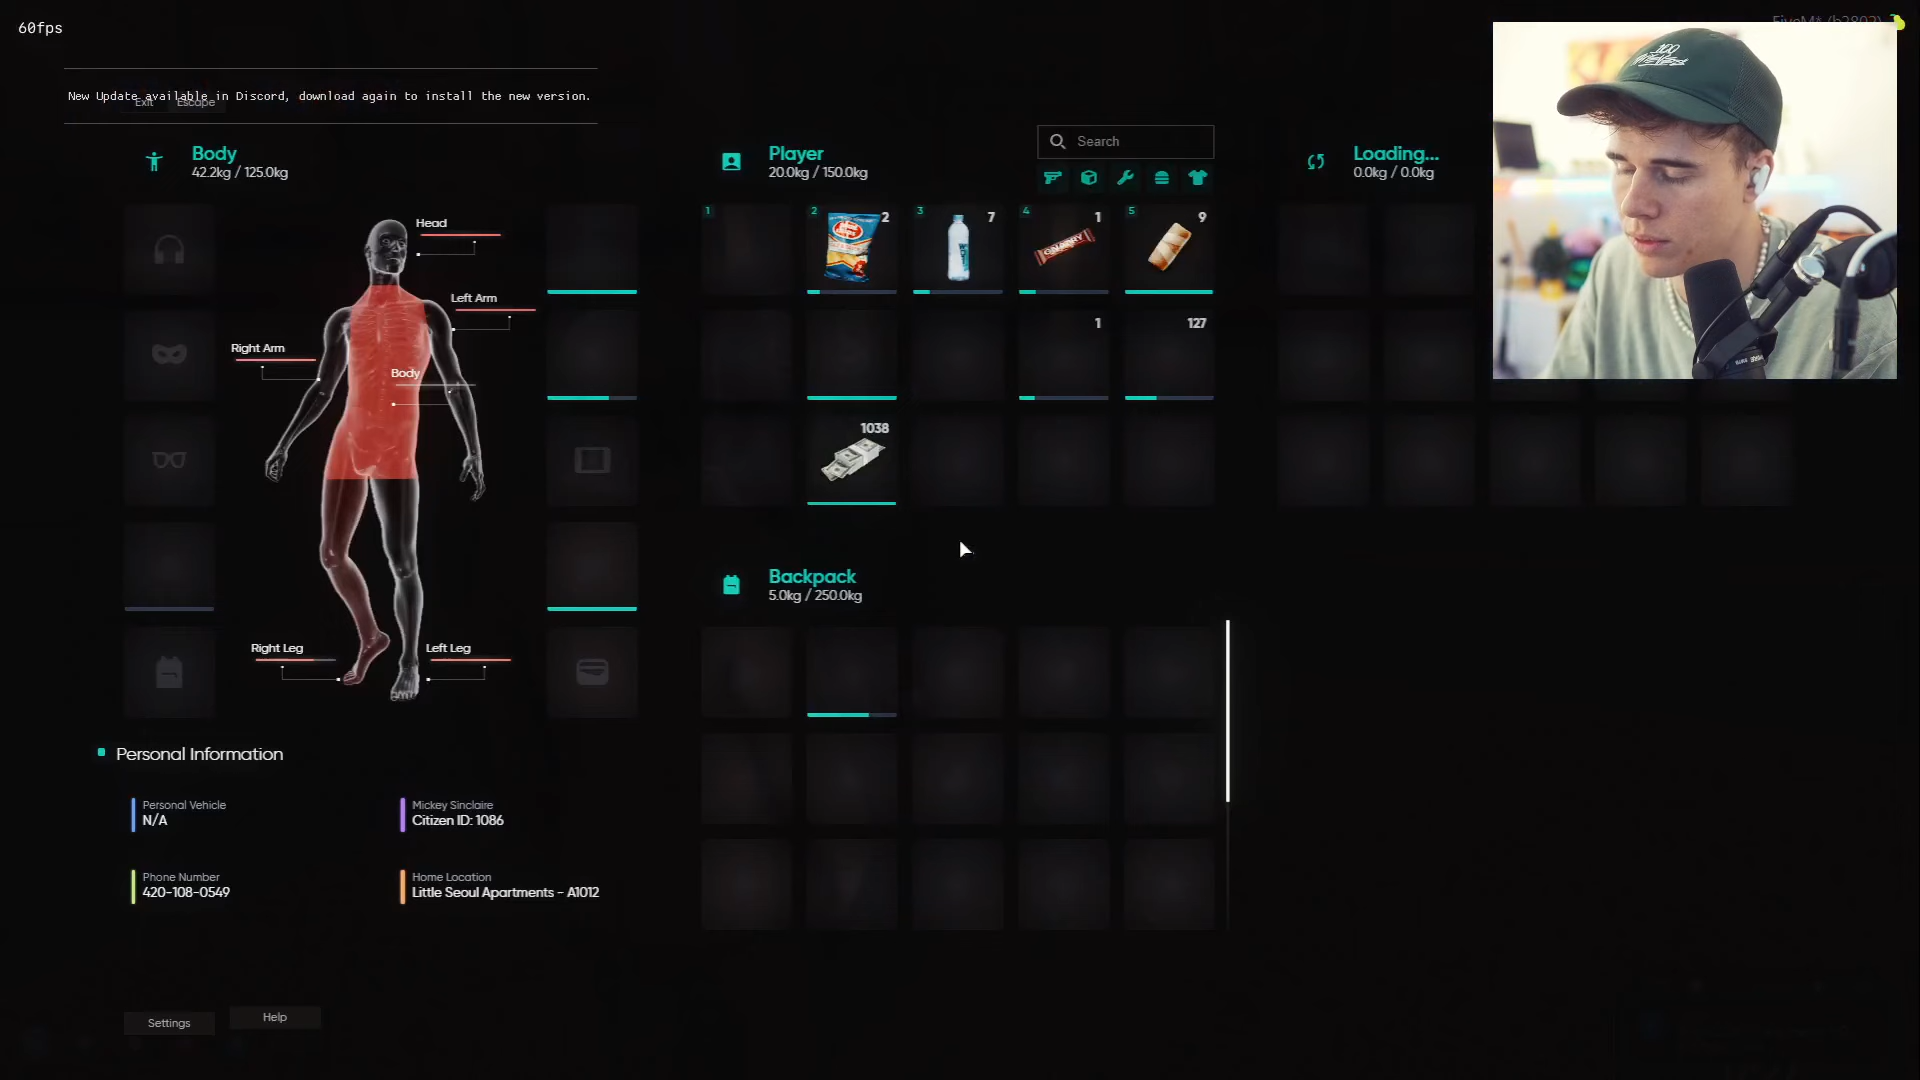 60fps
FiveM* (b2802)
New Update available in Discord, download again to install the new version.
Exit Escape
Body
42.2kg / 125.0kg
Head
Left Arm
Right Arm
Body
Right Leg
Left Leg
Player
20.0kg / 150.0kg
Search
1
2
2
3
7
4
1
5
9
1
127
1038
Loading...
0.0kg / 0.0kg
Backpack
5.0kg / 250.0kg
Personal Information
Personal Vehicle
N/A
Mickey Sinclaire
Citizen ID: 1086
Phone Number
420-108-0549
Home Location
Little Seoul Apartments - A1012
Settings
Help